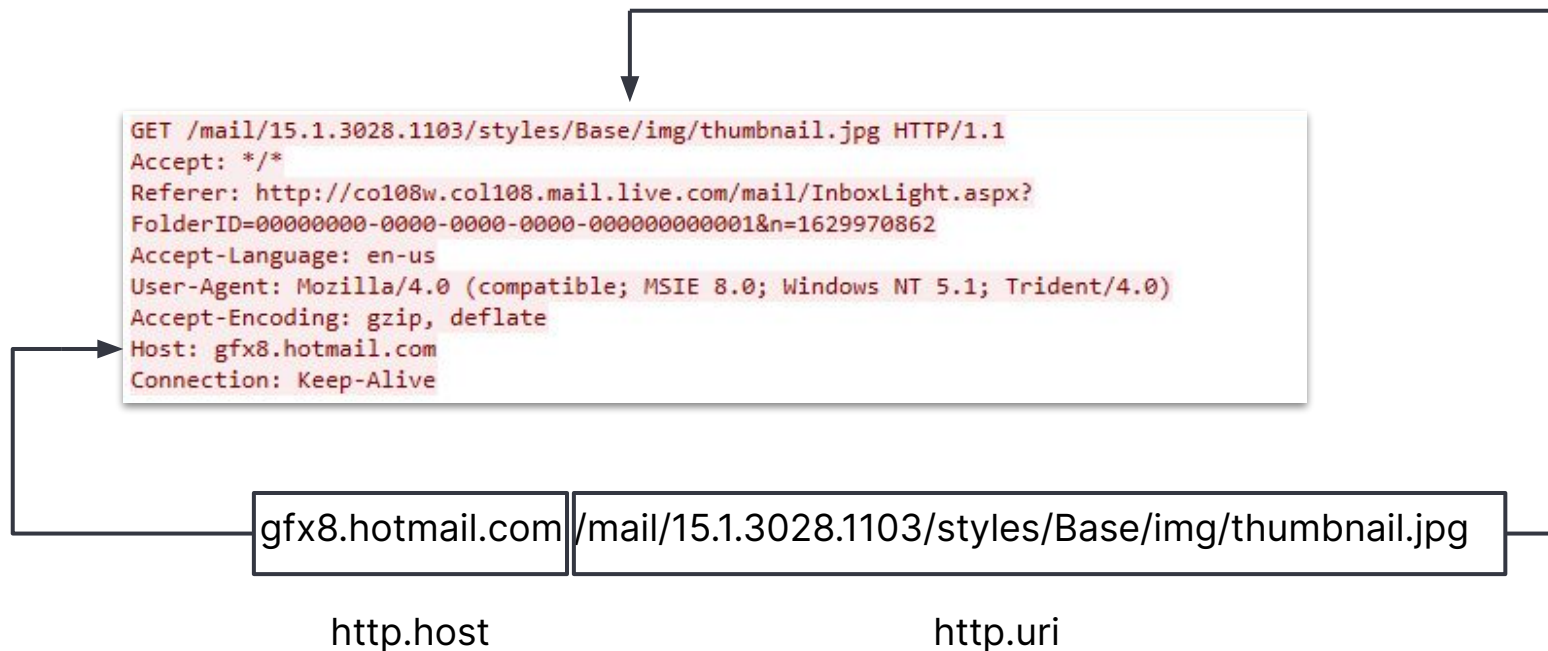 GET /mail/15.1.3028.1103/styles/Base/img/thumbnail.jpg HTTP/1.1
Accept: */*
Referer: http://co108w.col108.mail.live.com/mail/InboxLight.aspx?
FolderID=00000000-0000-0000-0000-000000000001&n=1629970862
Accept-Language: en-us
User-Agent: Mozilla/4.0 (compatible; MSIE 8.0; Windows NT 5.1; Trident/4.0)
Accept-Encoding: gzip, deflate
Host: gfx8.hotmail.com
Connection: Keep-Alive
gfx8.hotmail.com /mail/15.1.3028.1103/styles/Base/img/thumbnail.jpg
http.host http.uri